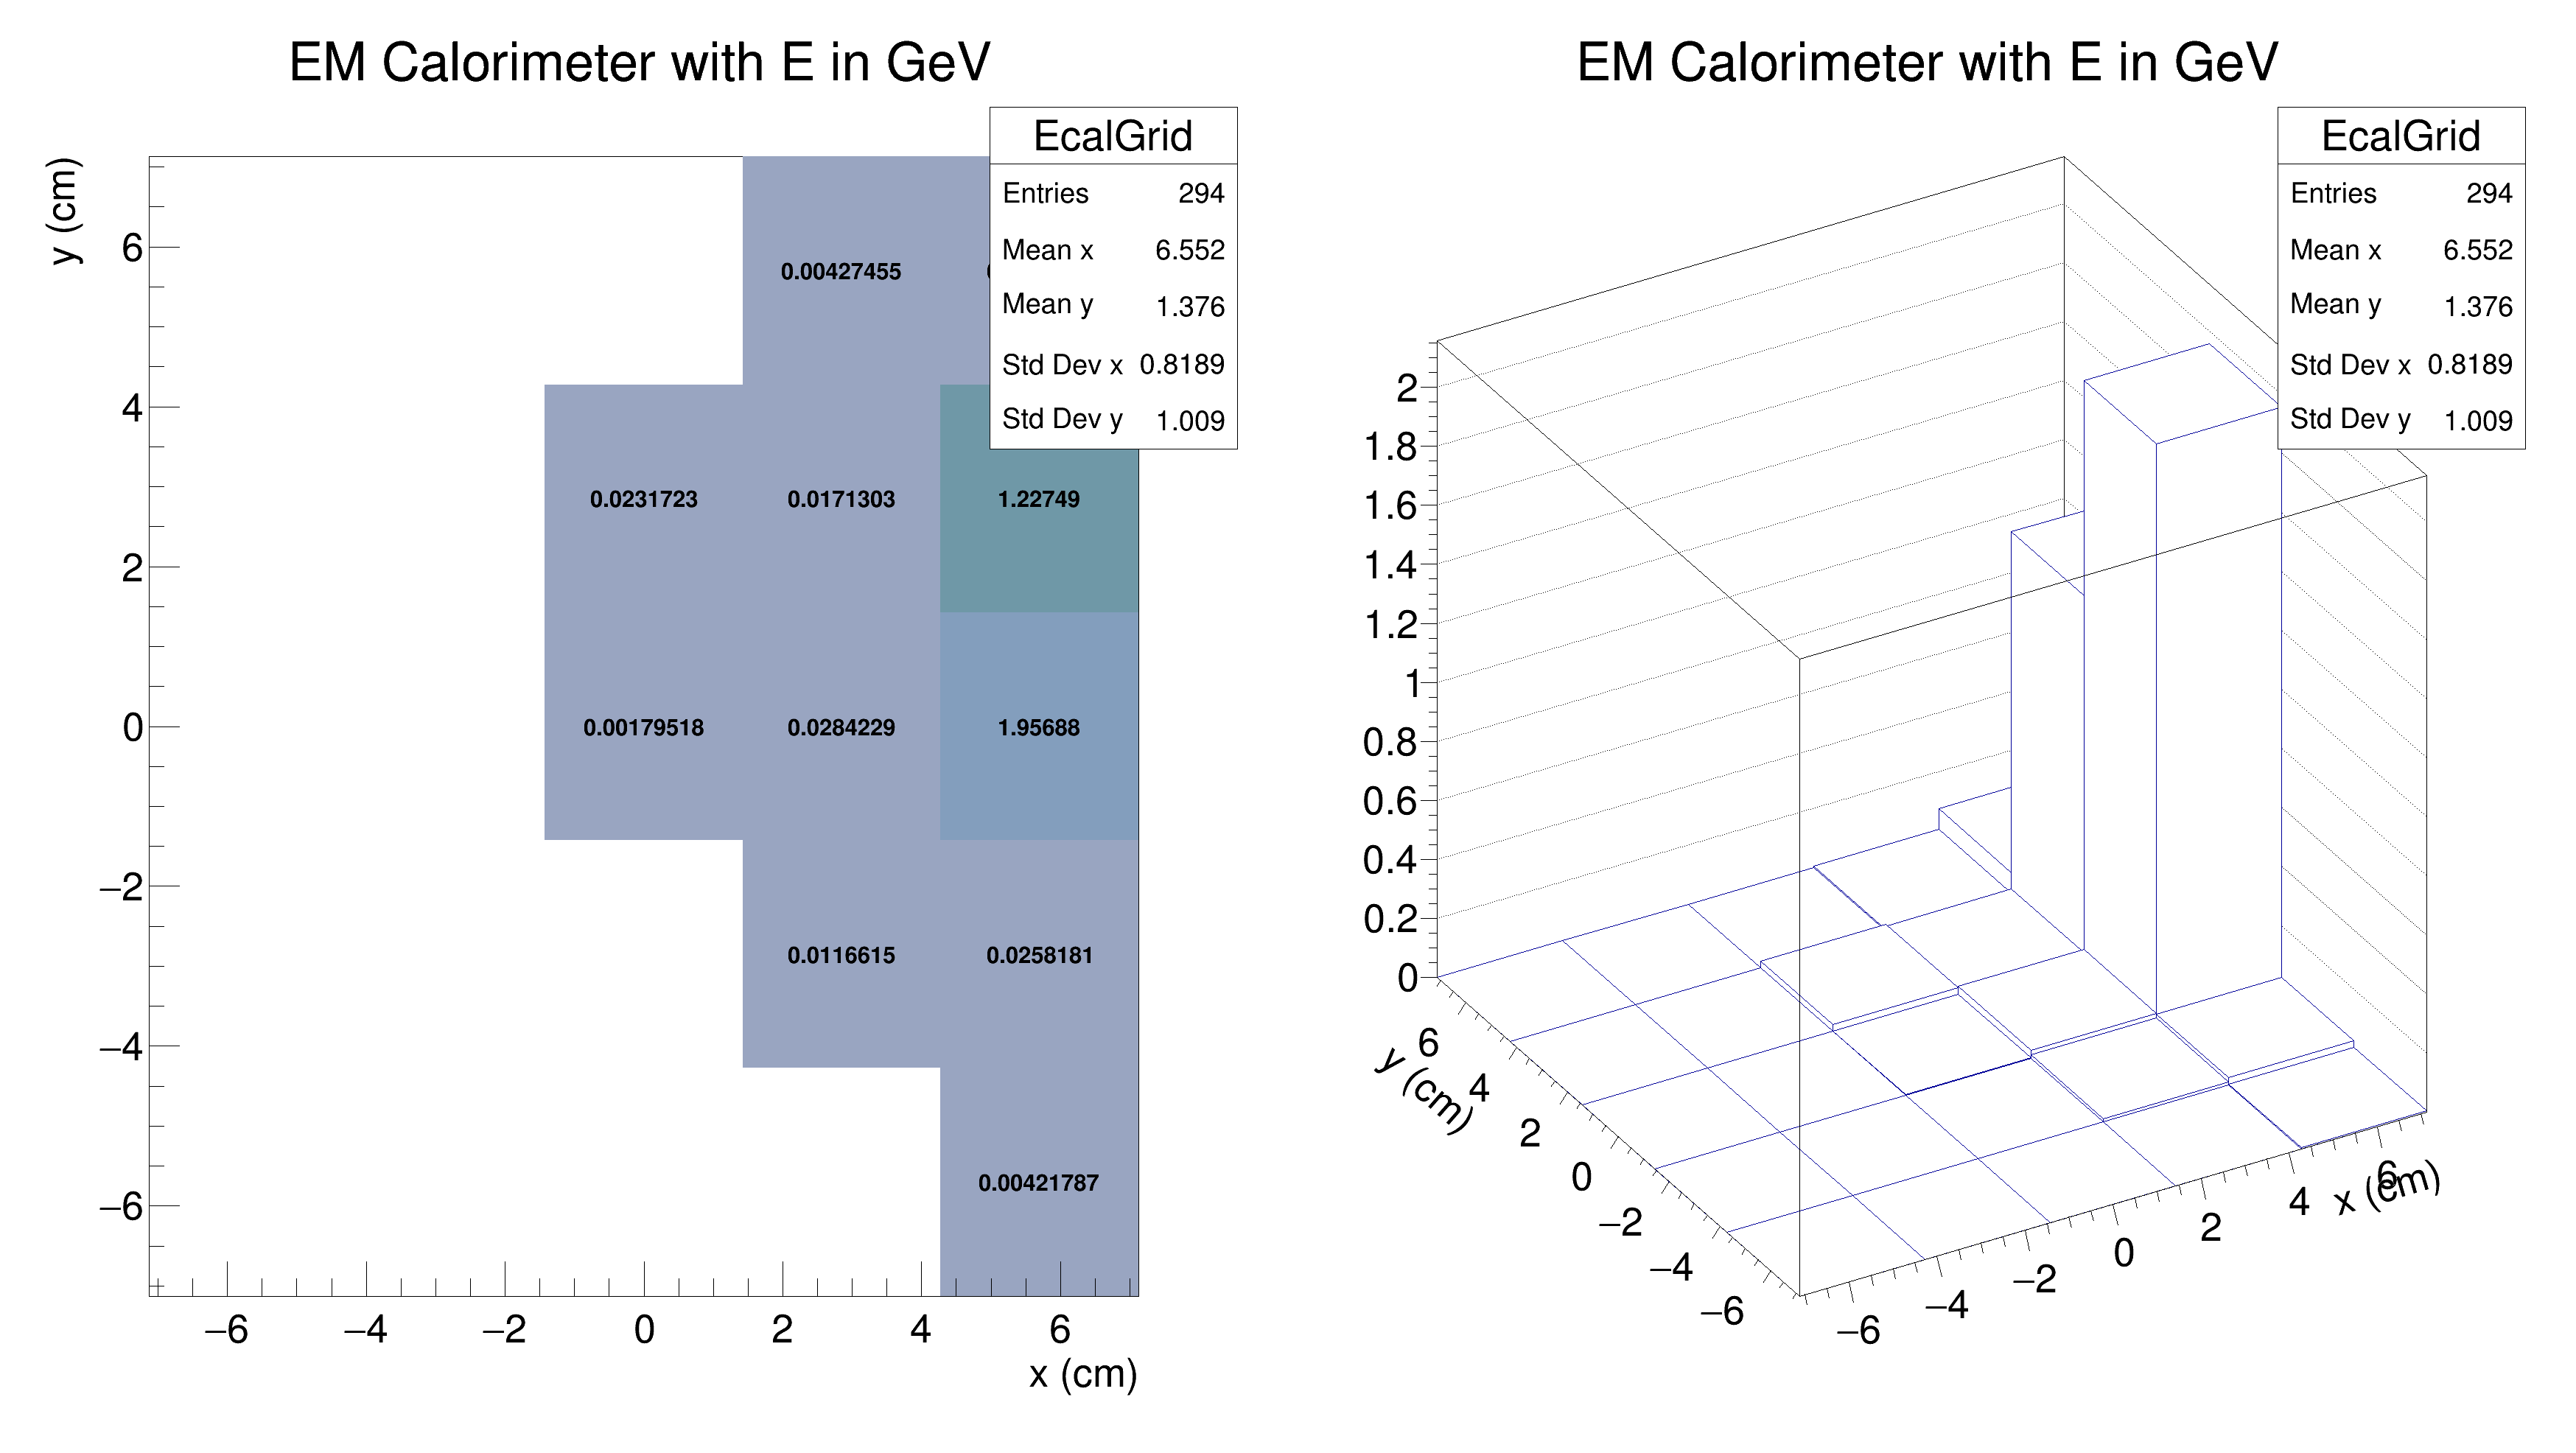 EM Calorimeter with E in GeV
EcalGrid
Entries 294
Mean x 6.552
Mean y 1.376
Std Dev x 0.8189
Std Dev y 1.009
y (cm)
6
4
2
0
−2
−4
−6
0.00427455
0.0231723 0.0171303 1.22749
0.00179518 0.0284229 1.95688
0.0116615 0.0258181
0.00421787
−6 −4 −2 0 2 4 6
x (cm)
EM Calorimeter with E in GeV
EcalGrid
Entries 294
Mean x 6.552
Mean y 1.376
Std Dev x 0.8189
Std Dev y 1.009
2
1.8
1.6
1.4
1.2
1
0.8
0.6
0.4
0.2
0
y (cm)
6
4
2
0
−2
−4
−6
−6 −4 −2 0 2 4 6
x (cm)